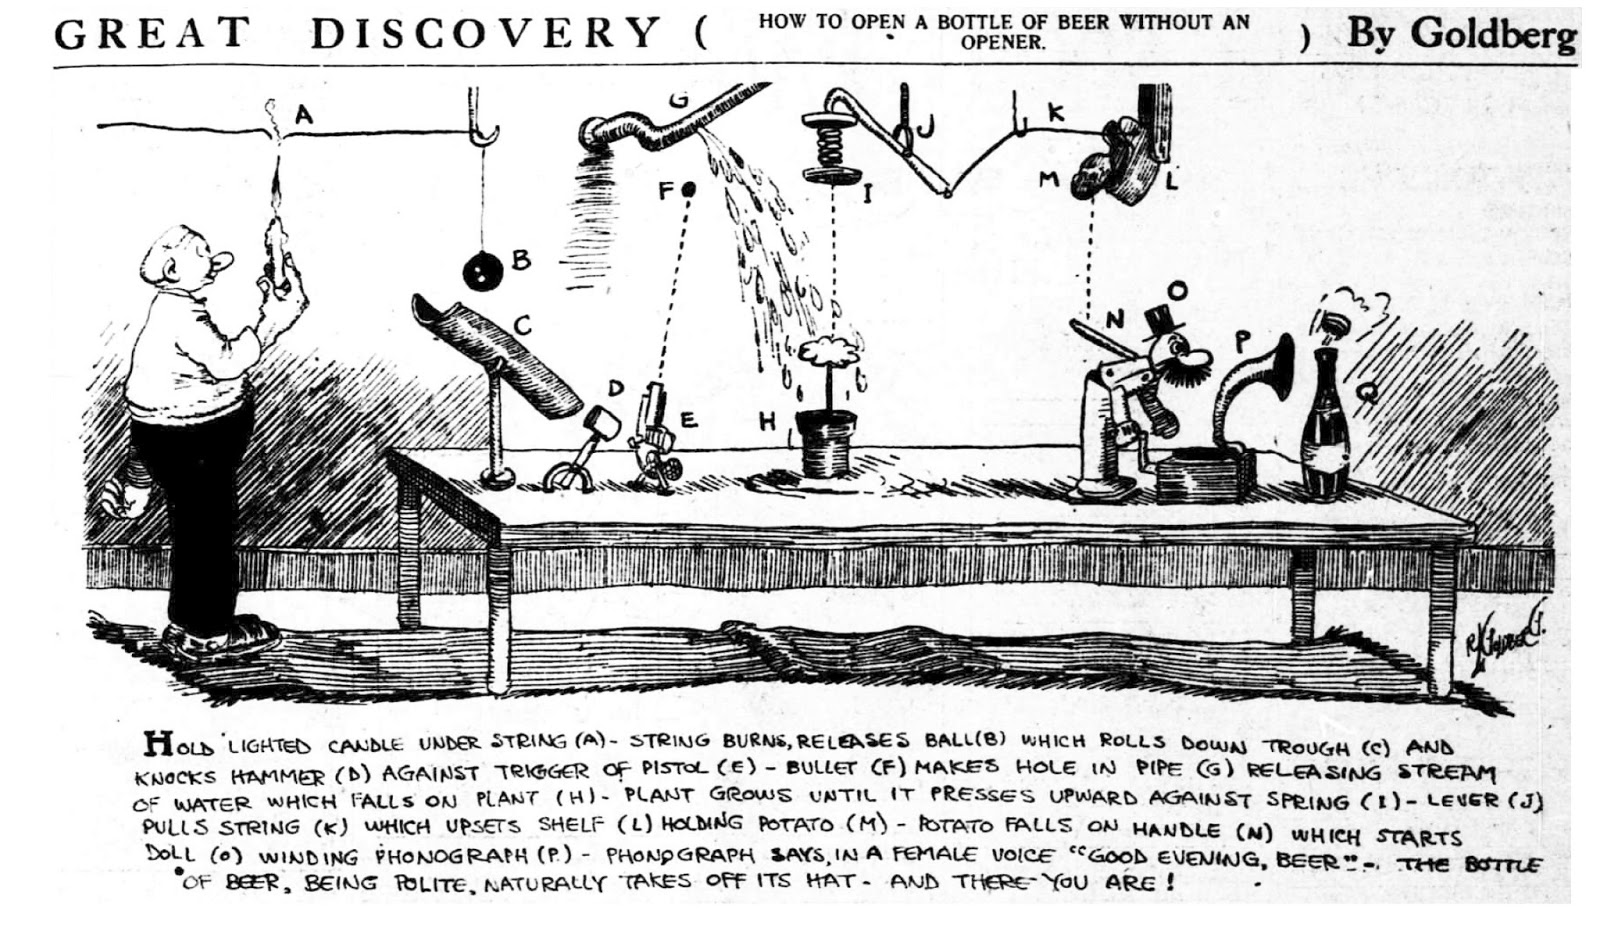 GREAT DISCOVERY ( HOW TO OPEN A BOTTLE OF BEER WITHOUT AN OPENER. ) By Goldberg
A
B
C
D
E
F
G
H
I
J
K
L
M
N
O
P
Q
HOLD LIGHTED CANDLE UNDER STRING (A)- STRING BURNS, RELEASES BALL(B) WHICH ROLLS DOWN TROUGH (C) AND
KNOCKS HAMMER (D) AGAINST TRIGGER OF PISTOL (E) - BULLET (F) MAKES HOLE IN PIPE (G) RELEASING STREAM
OF WATER WHICH FALLS ON PLANT (H)- PLANT GROWS UNTIL IT PRESSES UPWARD AGAINST SPRING (I)- LEVER (J)
PULLS STRING (K) WHICH UPSETS SHELF (L) HOLDING POTATO (M) - POTATO FALLS ON HANDLE (N) WHICH STARTS
DOLL (O) WINDING PHONOGRAPH (P.) - PHONOGRAPH SAYS, IN A FEMALE VOICE "GOOD EVENING, BEER" -. THE BOTTLE
OF BEER, BEING POLITE, NATURALLY TAKES OFF ITS HAT - AND THERE YOU ARE!